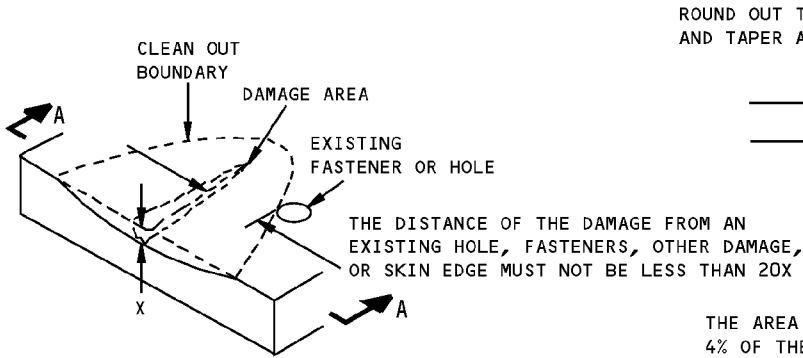 ROUND OUT T
AND TAPER A
CLEAN OUT
BOUNDARY
DAMAGE AREA
A
EXISTING
FASTENER OR HOLE
THE DISTANCE OF THE DAMAGE FROM AN
EXISTING HOLE, FASTENERS, OTHER DAMAGE,
OR SKIN EDGE MUST NOT BE LESS THAN 20X
X
A
THE AREA
4% OF THE